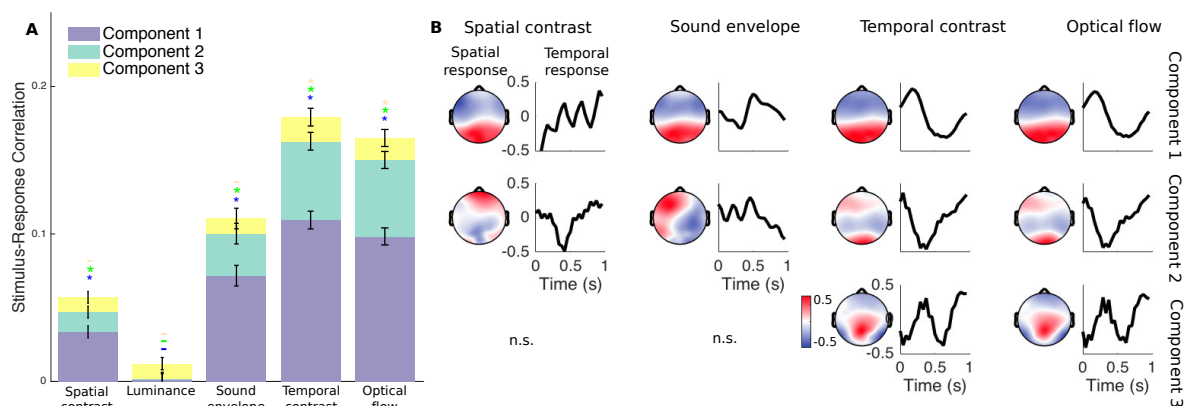 A
Component 1
Component 2
Component 3
Stimulus-Response Correlation
0.2
0.1
0
Spatial
contrast
Luminance
Sound
envelope
Temporal
contrast
Optical
flow
B
Spatial contrast
Sound envelope
Temporal contrast
Optical flow
Spatial
response
Temporal
response
0.5
0
-0.5
Component 1
0.5
0
-0.5
0 0.5 1
Time (s)
0 0.5 1
Time (s)
Component 2
n.s.
n.s.
0.5
-0.5
0.5
0
-0.5
0 0.5 1
Time (s)
0 0.5 1
Time (s)
Component 3